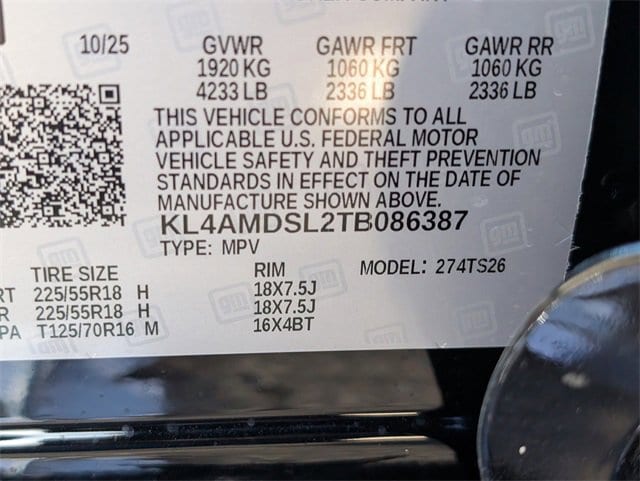 10/25 GVWR GAWR FRT GAWR RR
1920 KG 1060 KG 1060 KG
4233 LB 2336 LB 2336 LB
THIS VEHICLE CONFORMS TO ALL
APPLICABLE U.S. FEDERAL MOTOR
VEHICLE SAFETY AND THEFT PREVENTION
STANDARDS IN EFFECT ON THE DATE OF
MANUFACTURE SHOWN ABOVE.
KL4AMDSL2TB086387
TYPE: MPV
TIRE SIZE RIM MODEL: 274TS26
RT 225/55R18 H 18X7.5J
R 225/55R18 H 18X7.5J
PA T125/70R16 M 16X4BT
gm